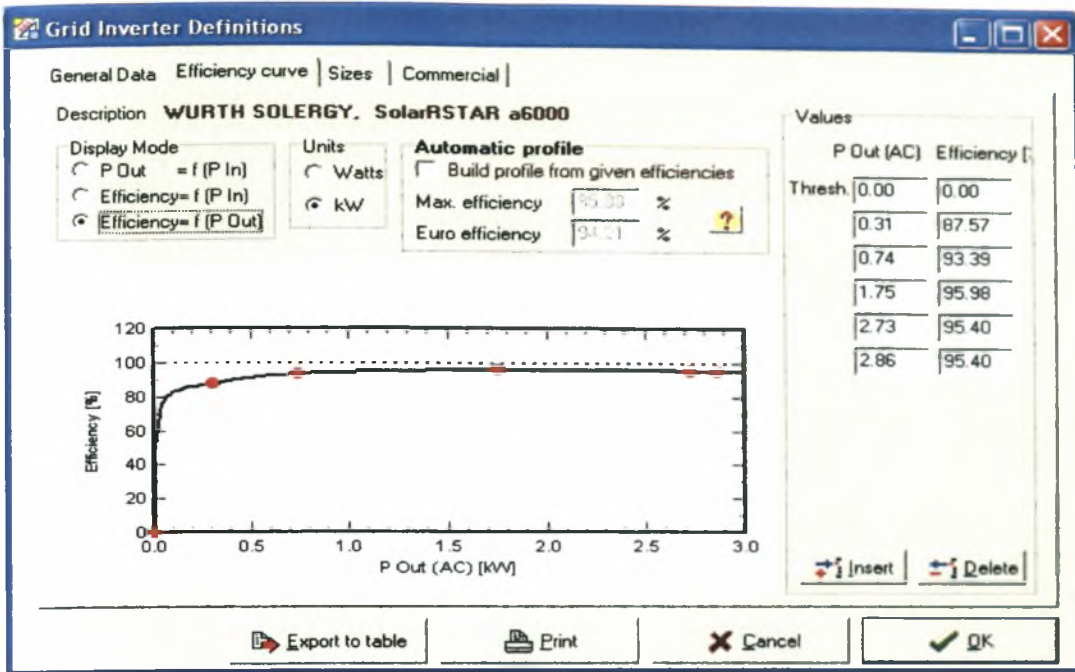 Grid Inverter Definitions
General Data Efficiency curve Sizes Commercial
Description WURTH SOLERGY, SolarRSTAR a6000
Display Mode
P Out = f (P In)
Efficiency= f (P In)
Efficiency= f (P Out)
Units
Watts
kW
Automatic profile
Build profile from given efficiencies
Max. efficiency %
Euro efficiency 94.21 %
?
Values
P Out (AC) Efficiency [
Thresh. 0.00 0.00
0.31 87.57
0.74 93.39
1.75 95.98
2.73 95.40
2.86 95.40
Insert Delete
120
100
80
60
40
20
0
Efficiency [%]
0.0 0.5 1.0 1.5 2.0 2.5 3.0
P Out (AC) [kW]
Export to table Print Cancel OK